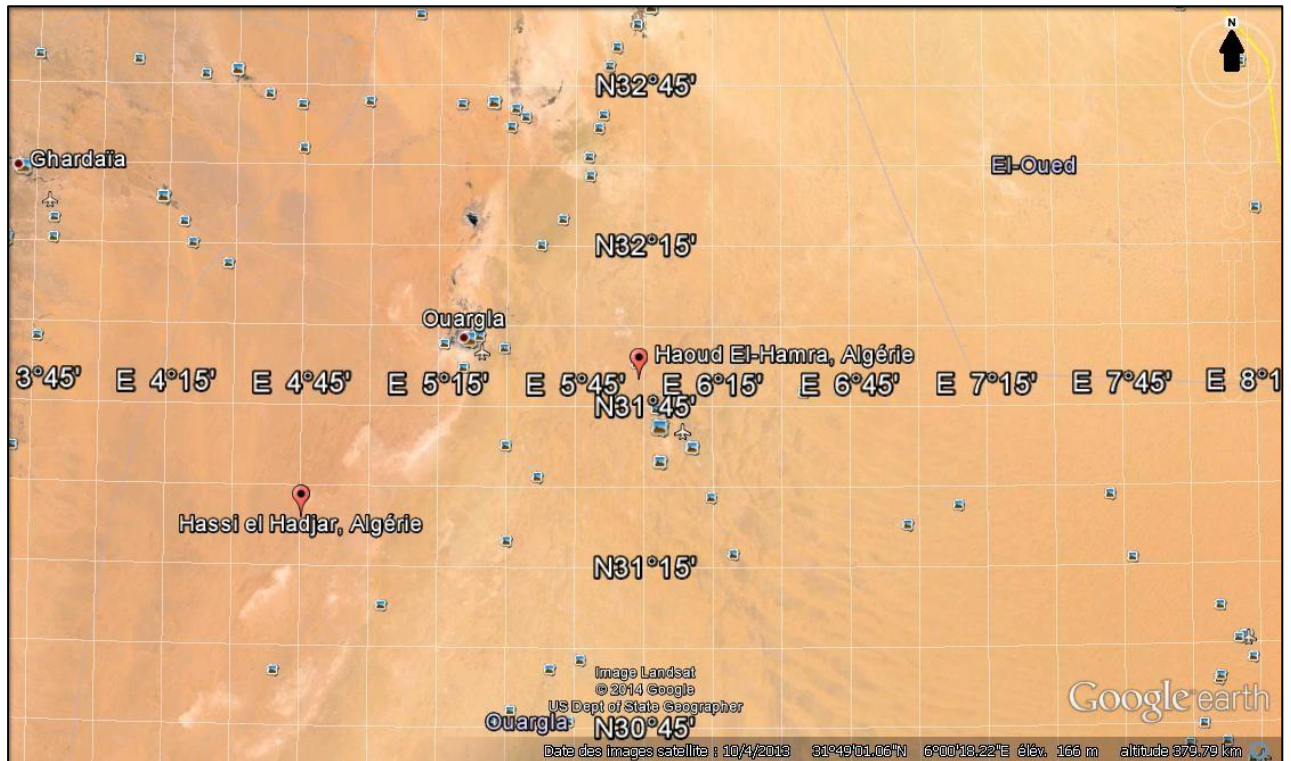 N
N32°45'
Ghardaïa
El-Oued
N32°15'
Ouargla
Haoud El-Hamra, Algérie
3°45' E 4°15' E 4°45' E 5°15' E 5°45' E 6°15' E 6°45' E 7°15' E 7°45' E 8°1
N31°45'
Hassi el Hadjar, Algérie
N31°15'
Image Landsat
© 2014 Google
US Dept of State Geographer
Google earth
Ouargla
N30°45'
Date des images satellite : 10/4/2013 31°49'01.06"N 6°00'18.22"E élév. 166 m altitude 379.79 km